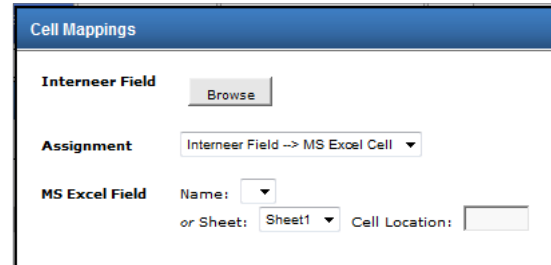 Cell Mappings
Interneer Field Browse
Assignment Interneer Field --> MS Excel Cell
MS Excel Field Name:
or Sheet: Sheet1 Cell Location: